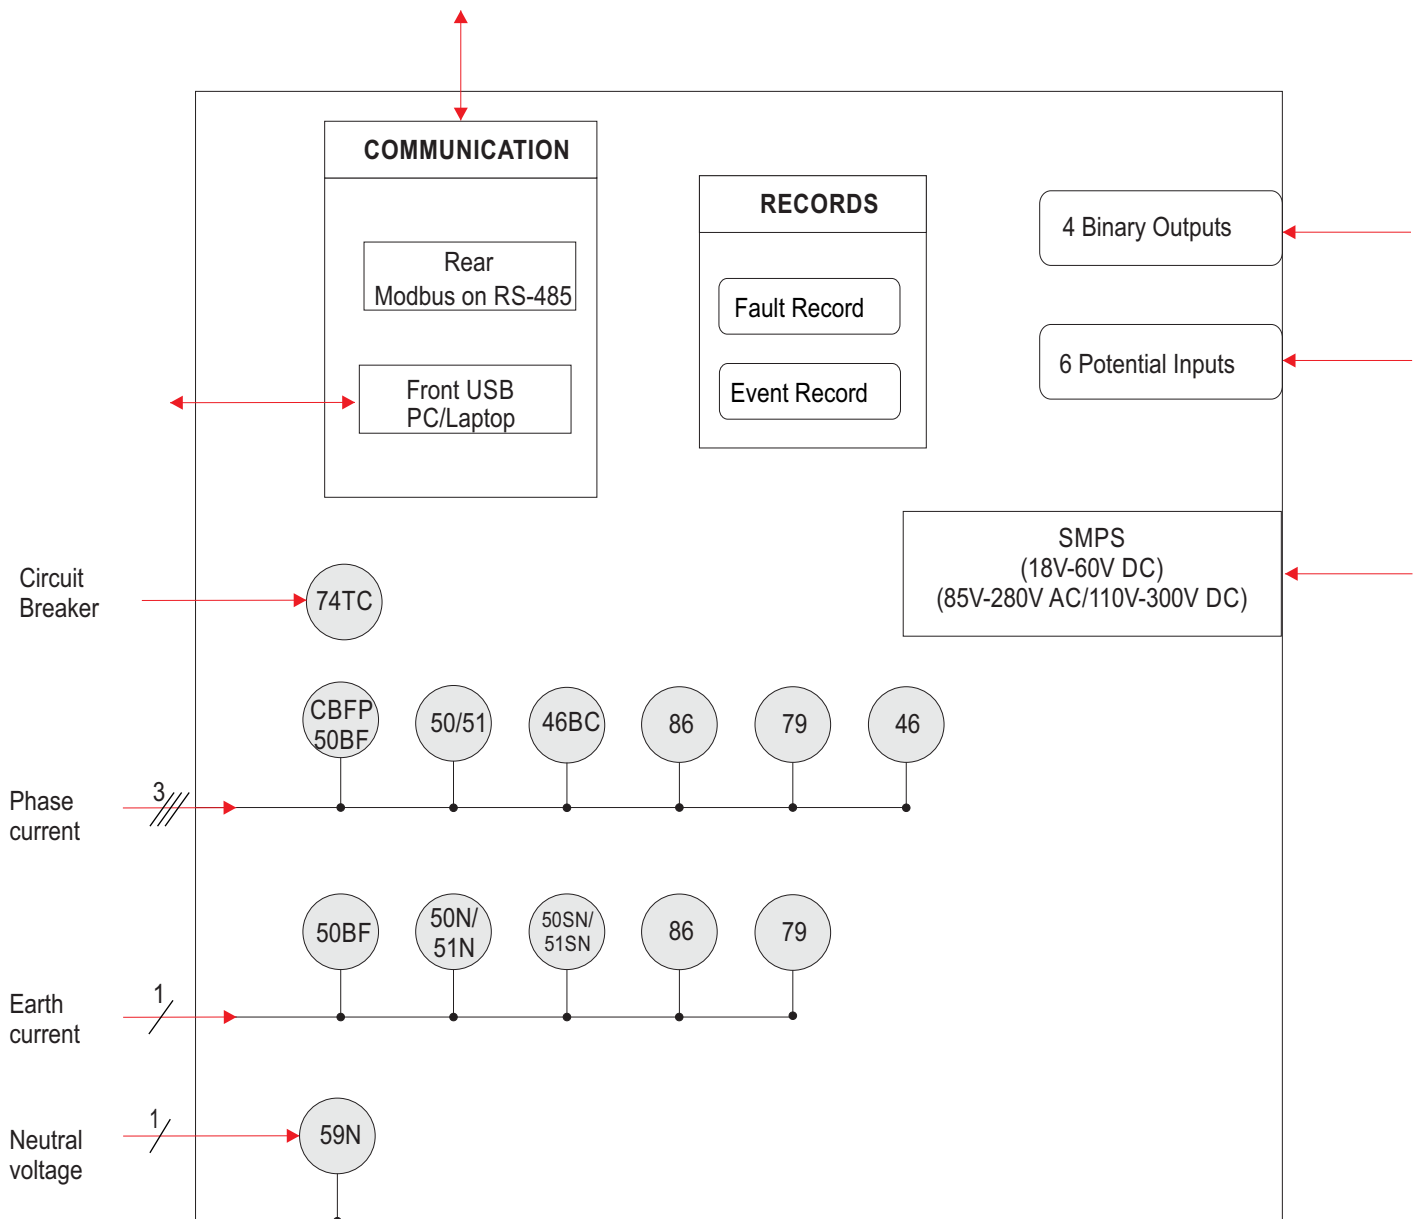 COMMUNICATION
Rear
Modbus on RS-485
Front USB
PC/Laptop
RECORDS
Fault Record
Event Record
4 Binary Outputs
6 Potential Inputs
SMPS
(18V-60V DC)
(85V-280V AC/110V-300V DC)
Circuit
Breaker
74TC
CBFP
50BF
50/51
46BC
86
79
46
Phase
current
3
50BF
50N/
51N
50SN/
51SN
86
79
Earth
current
1
Neutral
voltage
1
59N